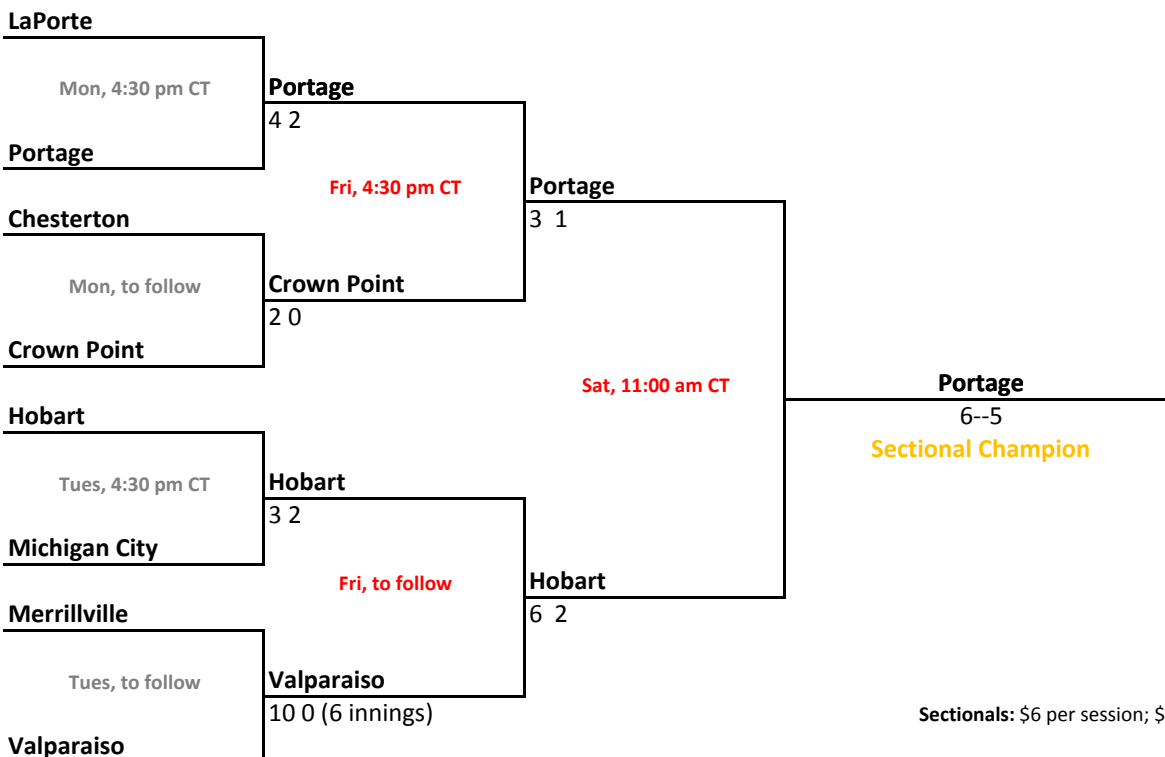 LaPorte
Mon, 4:30 pm CT
Portage
4 2
Portage
Fri, 4:30 pm CT
Portage
3 1
Chesterton
Mon, to follow
Crown Point
2 0
Crown Point
Sat, 11:00 am CT
Portage
6--5
Sectional Champion
Hobart
Tues, 4:30 pm CT
Hobart
3 2
Michigan City
Fri, to follow
Hobart
6 2
Merrillville
Tues, to follow
Valparaiso
10 0 (6 innings)
Sectionals: $6 per session; $
Valparaiso